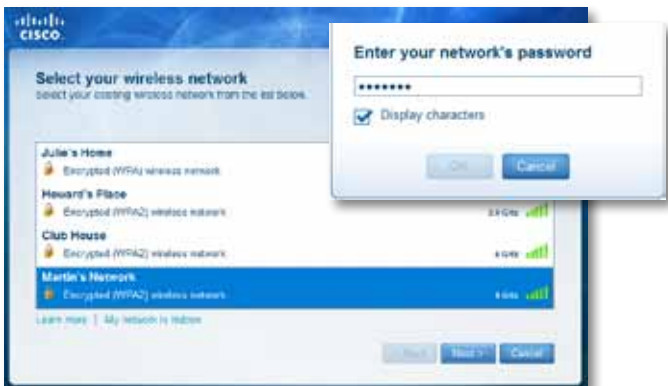 cisco.
Select your wireless network
Select your existing wireless network from the list below.
Julie's Home
Encrypted (WPA) wireless network
Howard's Place
Encrypted (WPA2) wireless network
Club House
Encrypted (WPA2) wireless network
Martin's Network
Encrypted (WPA2) wireless network
Learn more | My network is hidden
Next > Cancel
Enter your network's password
•••••••
Display characters
OK Cancel